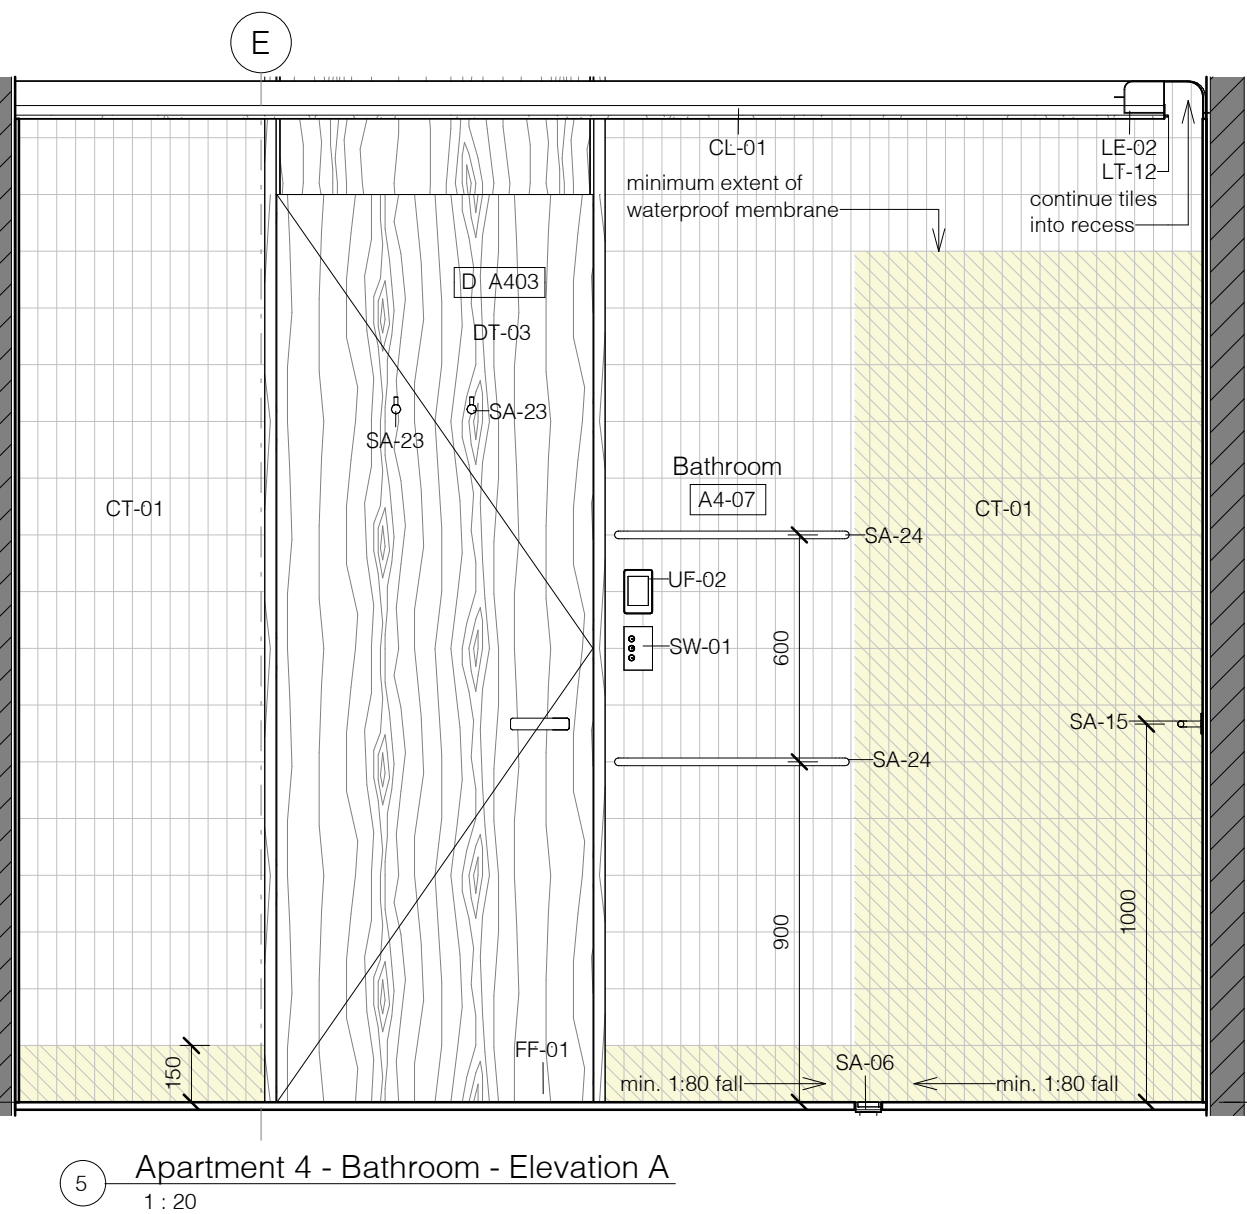 E
CL-01
LE-02
LT-12
minimum extent of
waterproof membrane
continue tiles
into recess
D A403
DT-03
SA-23
SA-23
Bathroom
A4-07
CT-01
CT-01
SA-24
UF-02
SW-01
600
SA-15
SA-24
900
1000
FF-01
150
SA-06
min. 1:80 fall
min. 1:80 fall
5
Apartment 4 - Bathroom - Elevation A
1 : 20